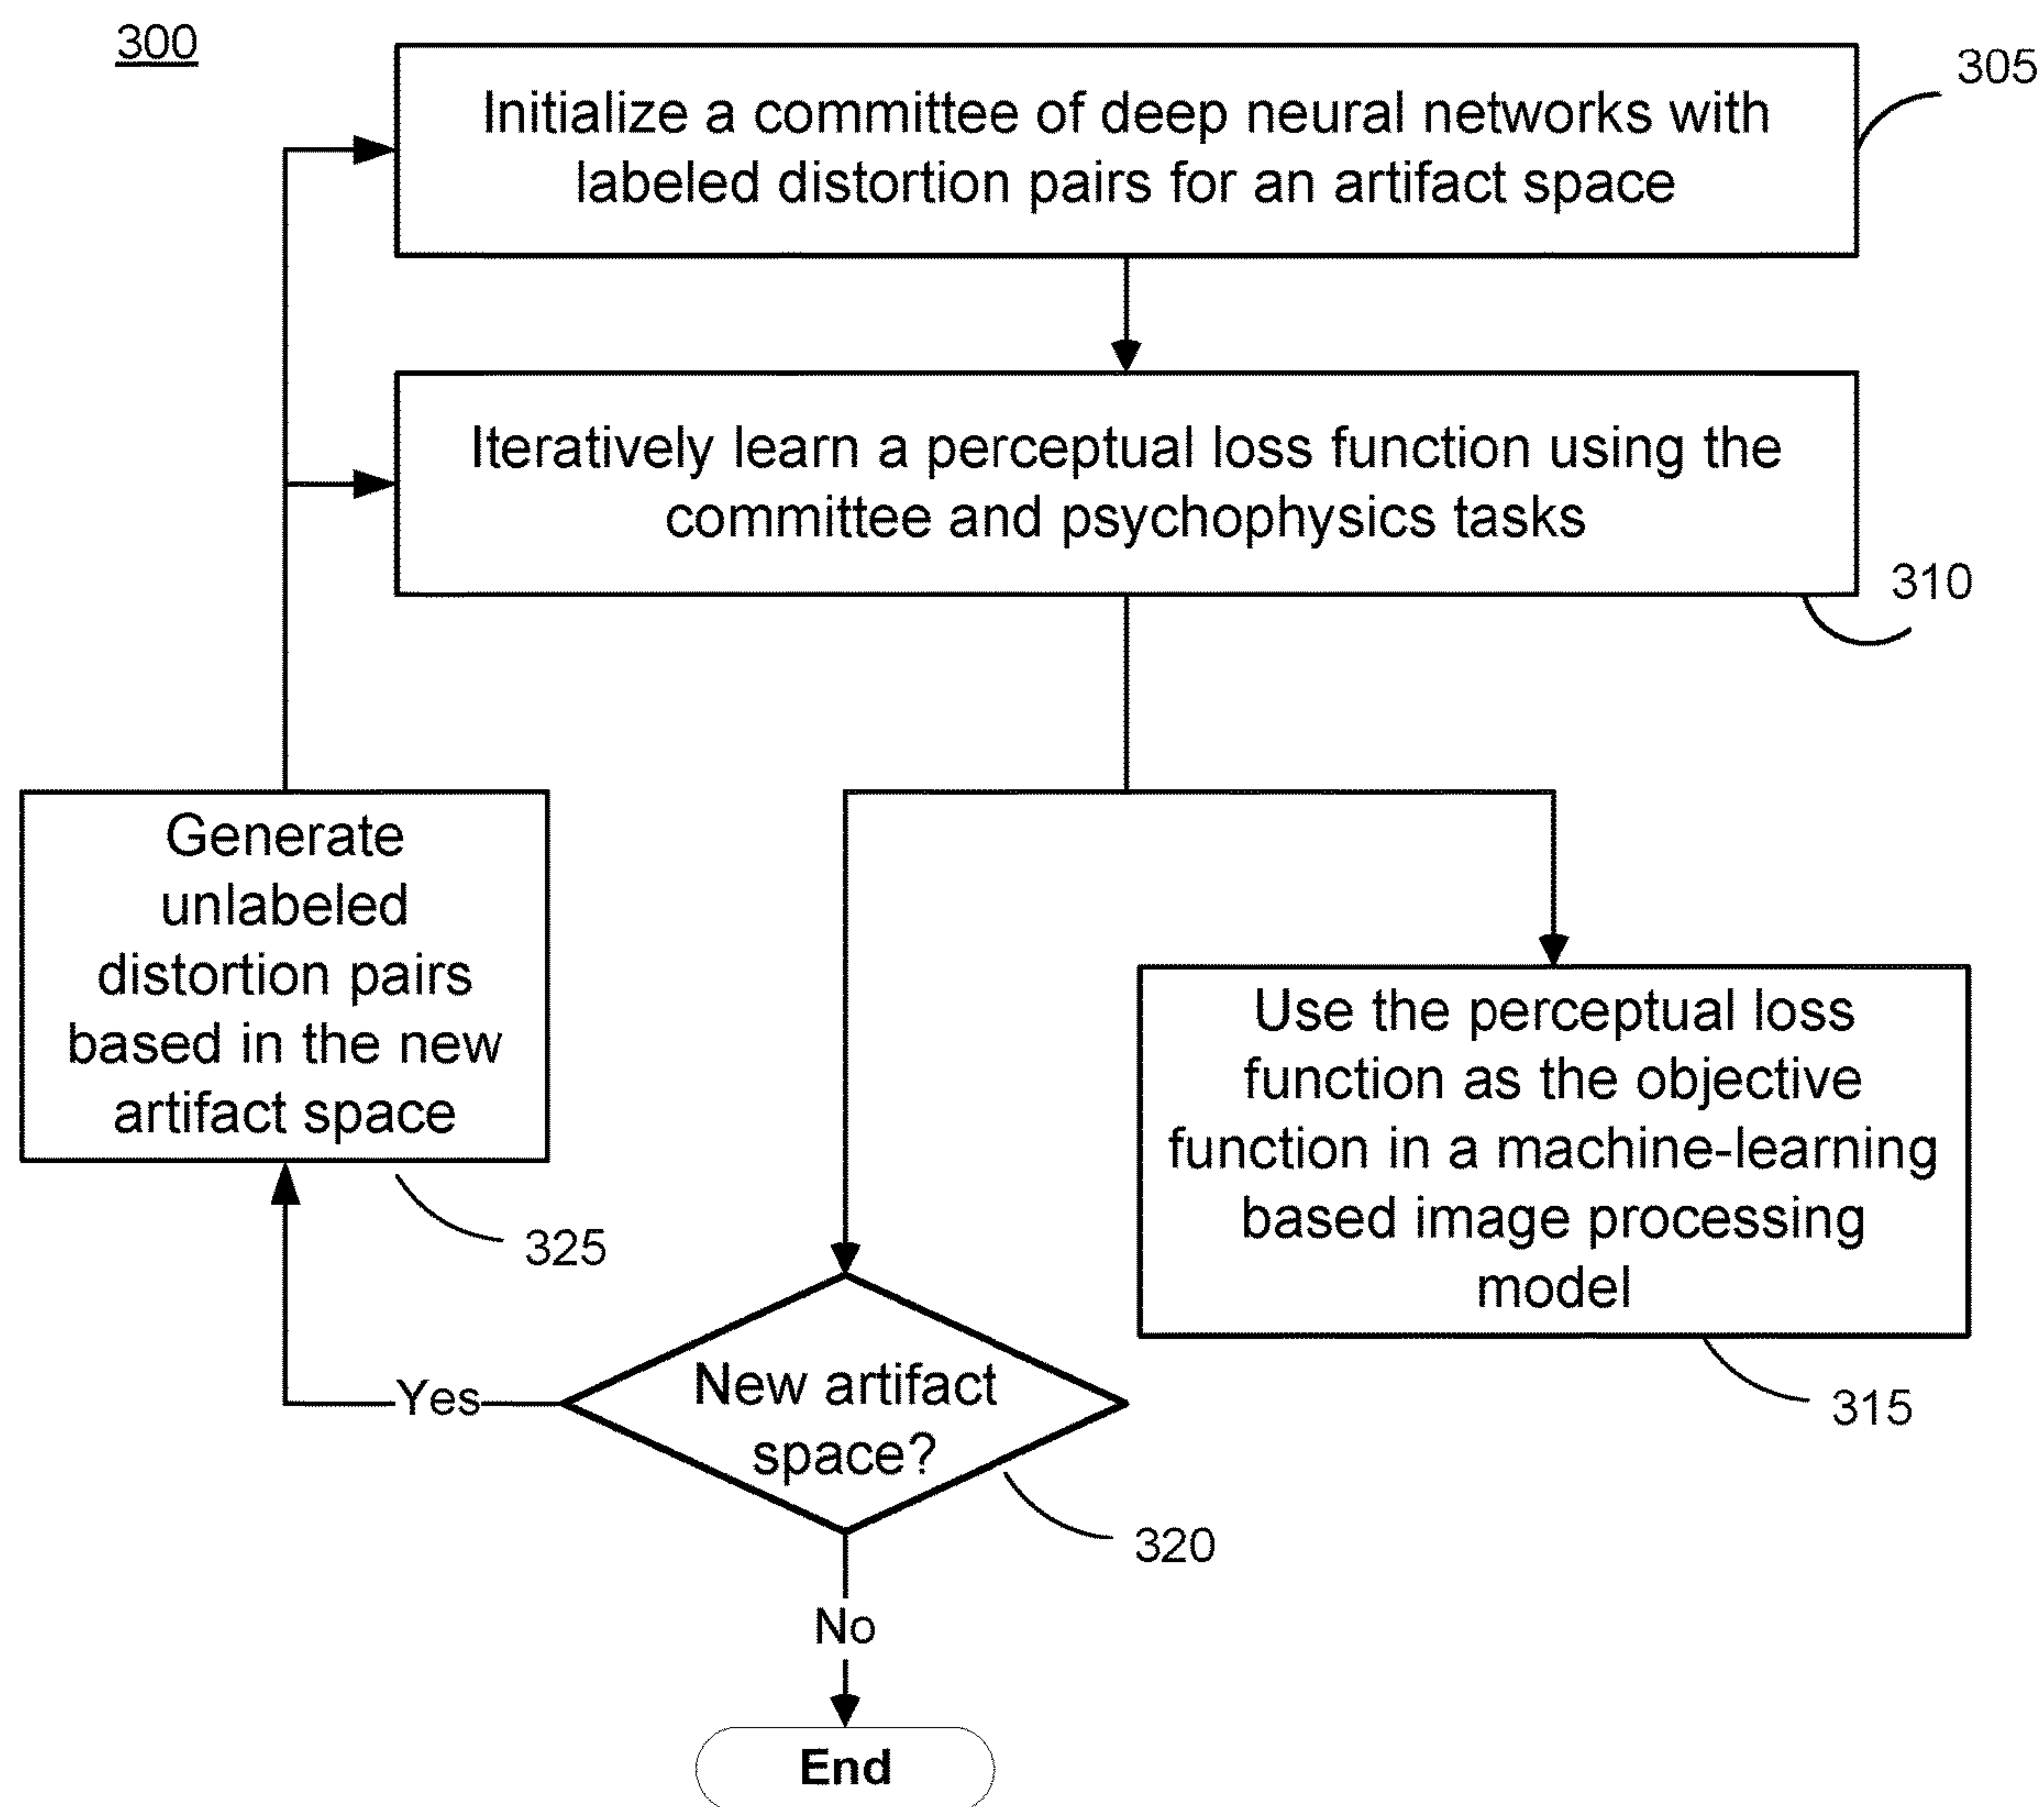 300
305
Initialize a committee of deep neural networks with
labeled distortion pairs for an artifact space
Iteratively learn a perceptual loss function using the
committee and psychophysics tasks
310
Generate
unlabeled
distortion pairs
based in the new
artifact space
325
Use the perceptual loss
function as the objective
function in a machine-learning
based image processing
model
315
New artifact
space?
320
Yes
No
End